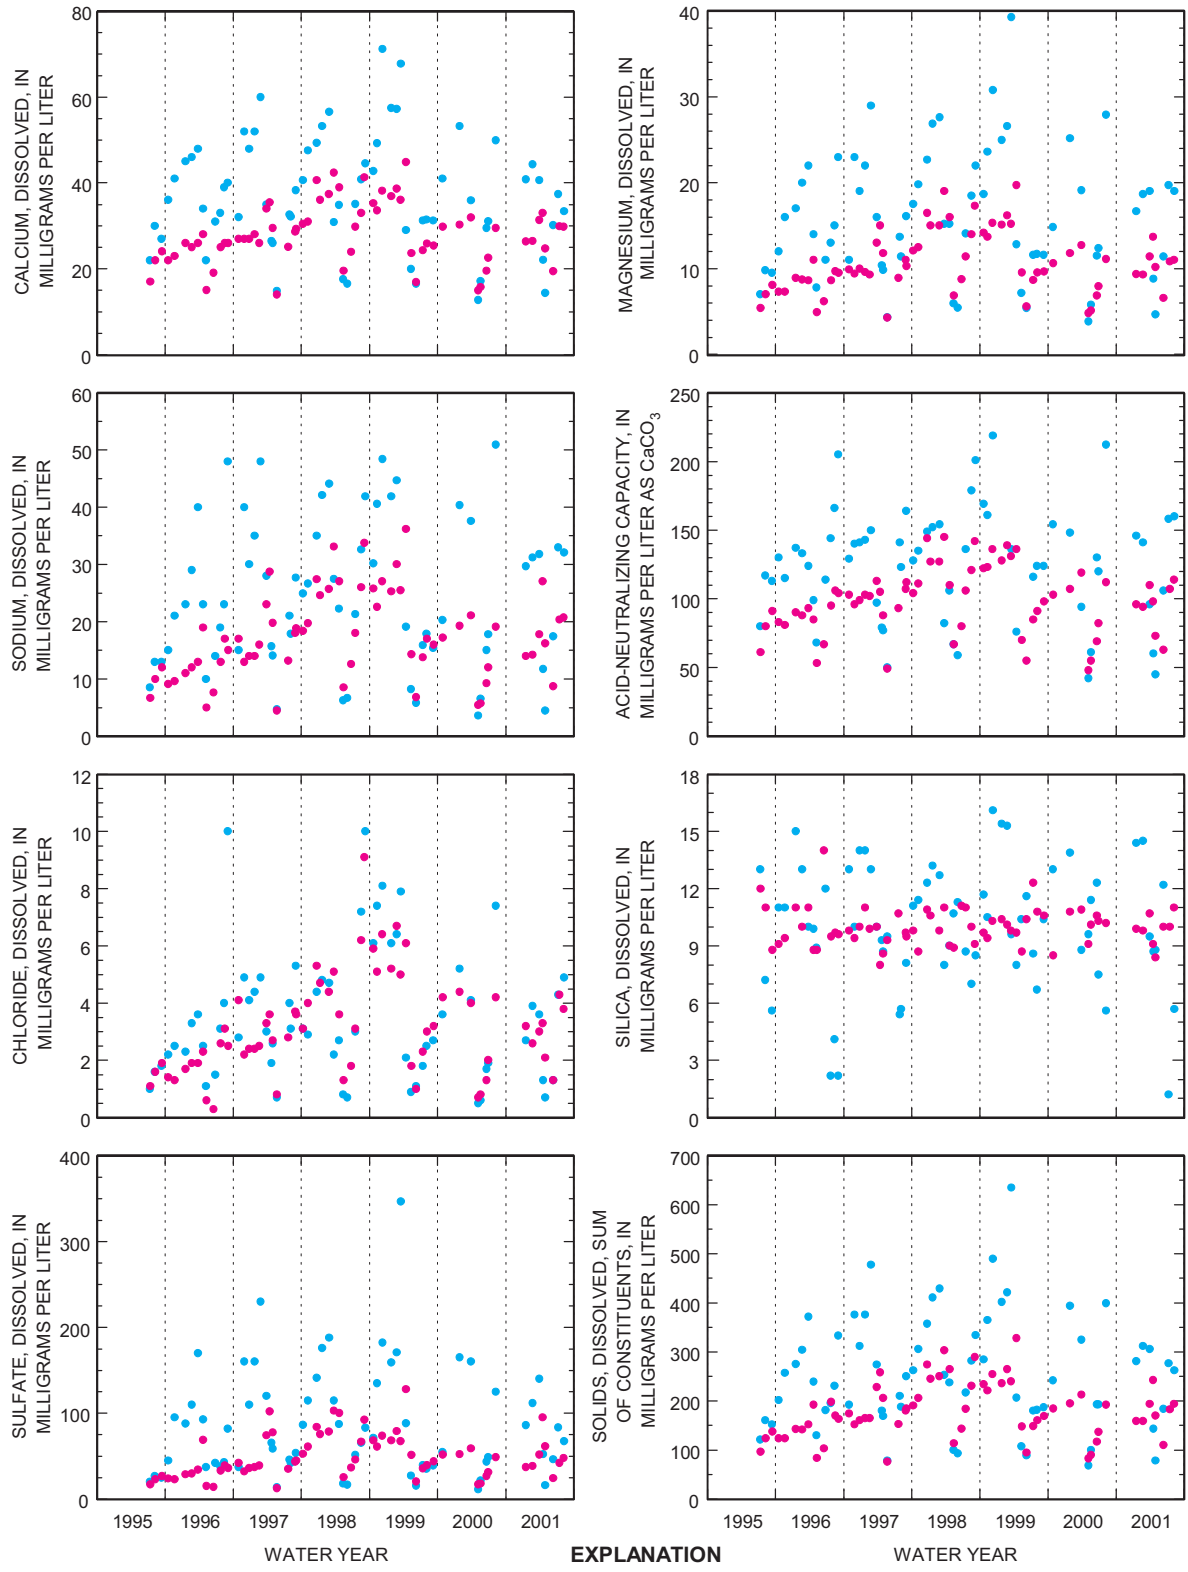 CALCIUM, DISSOLVED, IN
MILLIGRAMS PER LITER
80
60
40
20
0
MAGNESIUM, DISSOLVED, IN
MILLIGRAMS PER LITER
40
30
20
10
0
SODIUM, DISSOLVED, IN
MILLIGRAMS PER LITER
60
50
40
30
20
10
0
ACID-NEUTRALIZING CAPACITY, IN
MILLIGRAMS PER LITER AS CaCO3
250
200
150
100
50
0
CHLORIDE, DISSOLVED, IN
MILLIGRAMS PER LITER
12
10
8
6
4
2
0
SILICA, DISSOLVED, IN
MILLIGRAMS PER LITER
18
15
12
9
6
3
0
SULFATE, DISSOLVED, IN
MILLIGRAMS PER LITER
400
300
200
100
0
SOLIDS, DISSOLVED, SUM
OF CONSTITUENTS, IN
MILLIGRAMS PER LITER
700
600
500
400
300
200
100
0
1995 1996 1997 1998 1999 2000 2001
1995 1996 1997 1998 1999 2000 2001
WATER YEAR
EXPLANATION
WATER YEAR